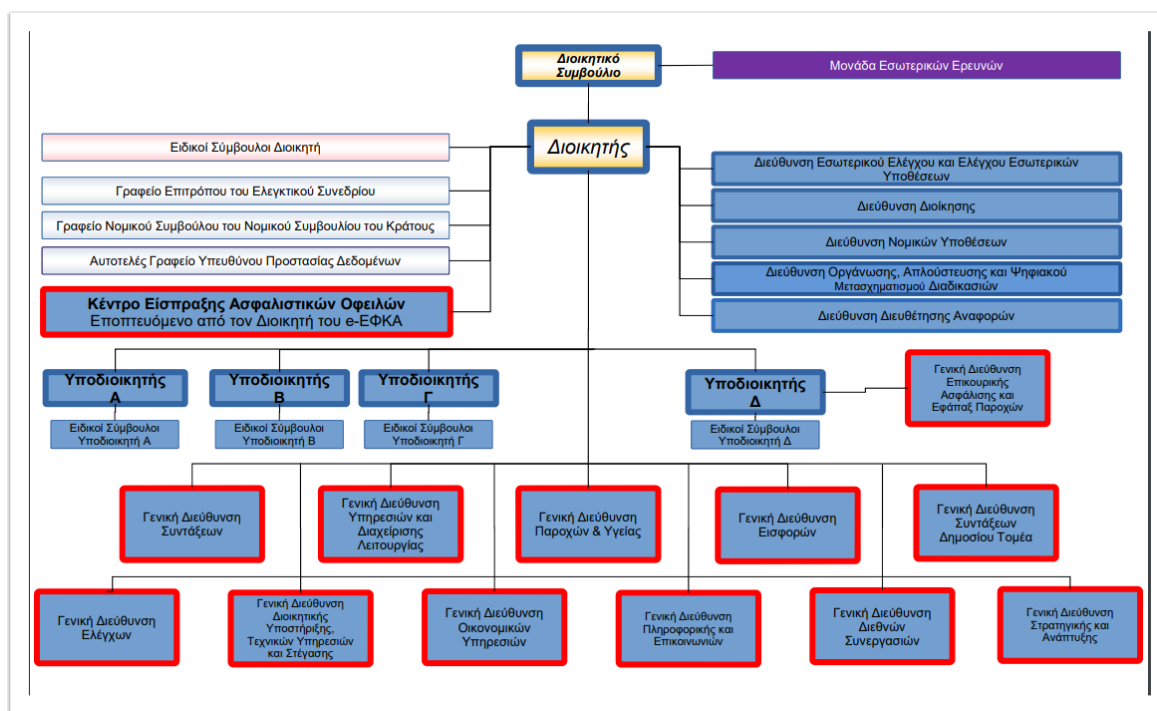 Διοικητικό
Συμβούλιο
Μονάδα Εσωτερικών Ερευνών
Διοικητής
Ειδικοί Σύμβουλοι Διοικητή
Γραφείο Επιτρόπου του Ελεγκτικού Συνεδρίου
Γραφείο Νομικού Συμβούλου του Νομικού Συμβουλίου του Κράτους
Αυτοτελές Γραφείο Υπευθύνου Προστασίας Δεδομένων
Κέντρο Είσπραξης Ασφαλιστικών Οφειλών
Εποπτευόμενο από τον Διοικητή του e-ΕΦΚΑ
Διεύθυνση Εσωτερικού Ελέγχου και Ελέγχου Εσωτερικών
Υποθέσεων
Διεύθυνση Διοίκησης
Διεύθυνση Νομικών Υποθέσεων
Διεύθυνση Οργάνωσης, Απλούστευσης και Ψηφιακού
Μετασχηματισμού Διαδικασιών
Διεύθυνση Διευθέτησης Αναφορών
Υποδιοικητής
Α
Ειδικοί Σύμβουλοι
Υποδιοικητή Α
Υποδιοικητής
Β
Ειδικοί Σύμβουλοι
Υποδιοικητή Β
Υποδιοικητής
Γ
Ειδικοί Σύμβουλοι
Υποδιοικητή Γ
Υποδιοικητής
Δ
Ειδικοί Σύμβουλοι
Υποδιοικητή Δ
Γενική Διεύθυνση
Επικουρικής
Ασφάλισης και
Εφάπαξ Παροχών
Γενική Διεύθυνση
Συντάξεων
Γενική Διεύθυνση
Υπηρεσιών και
Διαχείρισης
Λειτουργίας
Γενική Διεύθυνση
Παροχών & Υγείας
Γενική Διεύθυνση
Εισφορών
Γενική Διεύθυνση
Συντάξεων
Δημοσίου Τομέα
Γενική Διεύθυνση
Ελέγχων
Γενική Διεύθυνση
Διοικητικής
Υποστήριξης,
Τεχνικών Υπηρεσιών
και Στέγασης
Γενική Διεύθυνση
Οικονομικών
Υπηρεσιών
Γενική Διεύθυνση
Πληροφορικής και
Επικοινωνιών
Γενική Διεύθυνση
Διεθνών
Συνεργασιών
Γενική Διεύθυνση
Στρατηγικής και
Ανάπτυξης